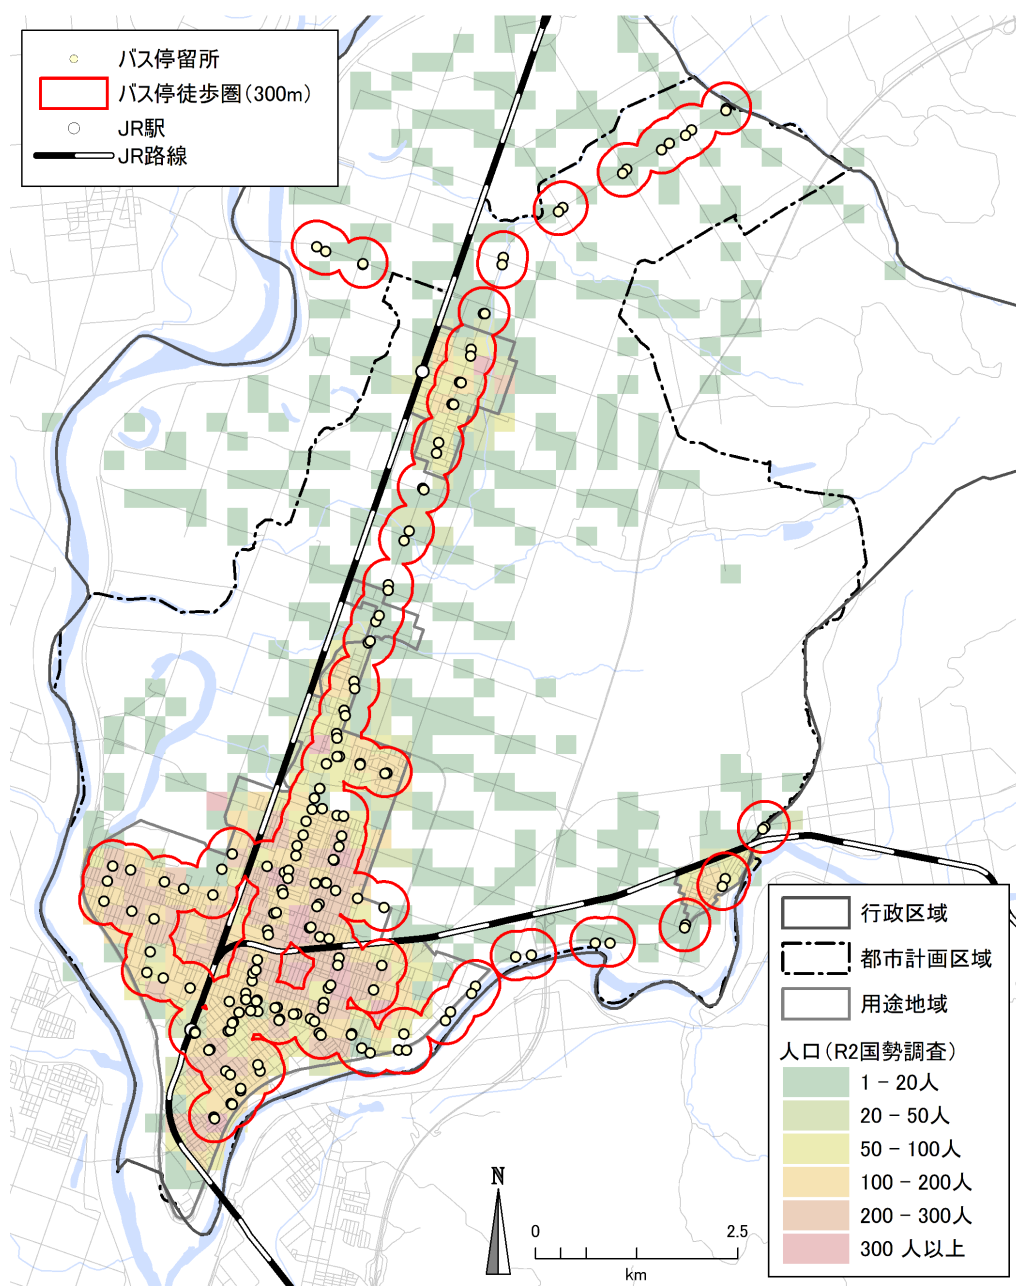 バス停留所
バス停徒歩圏(300m)
JR駅
JR路線
行政区域
都市計画区域
用途地域
人口(R2国勢調査)
1 - 20人
20 - 50人
50 - 100人
100 - 200人
200 - 300人
300 人以上
N
0 2.5
km